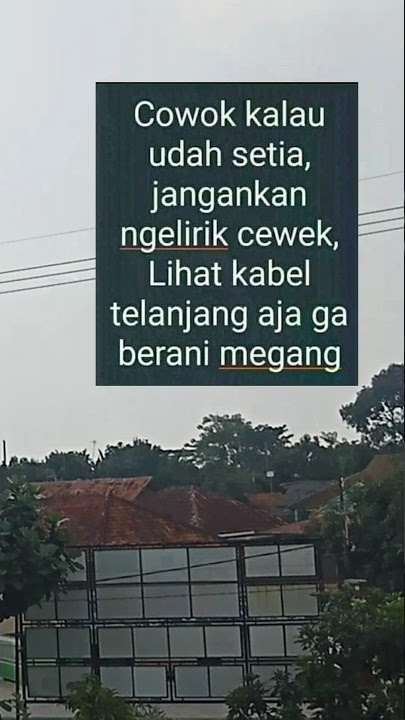 Cowok kalau
udah setia,
jangankan
ngelirik cewek,
Lihat kabel
telanjang aja ga
berani megang